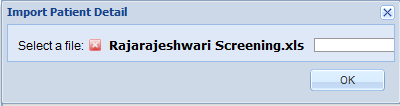 Import Patient Detail
Select a file: Rajarajeshwari Screening.xls
OK